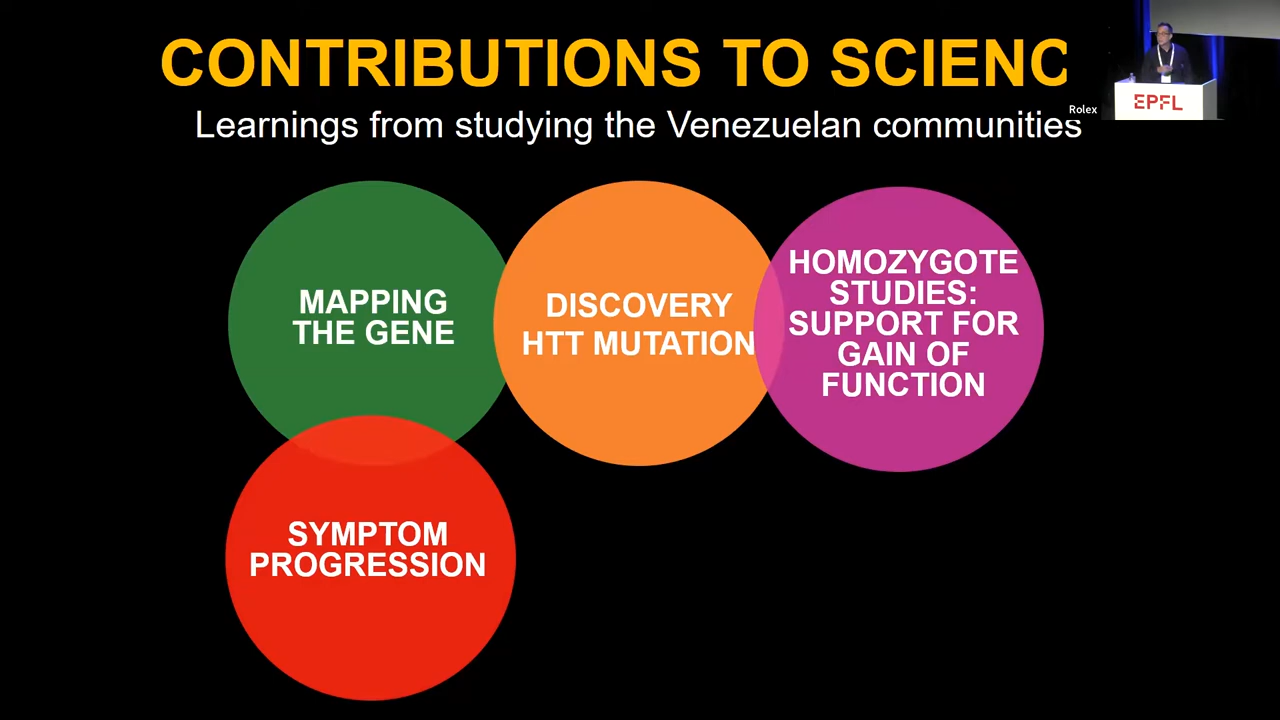 CONTRIBUTIONS TO SCIENC
Learnings from studying the Venezuelan communities
Rolex
EPFL
MAPPING
THE GENE
DISCOVERY
HTT MUTATION
HOMOZYGOTE
STUDIES:
SUPPORT FOR
GAIN OF
FUNCTION
SYMPTOM
PROGRESSION